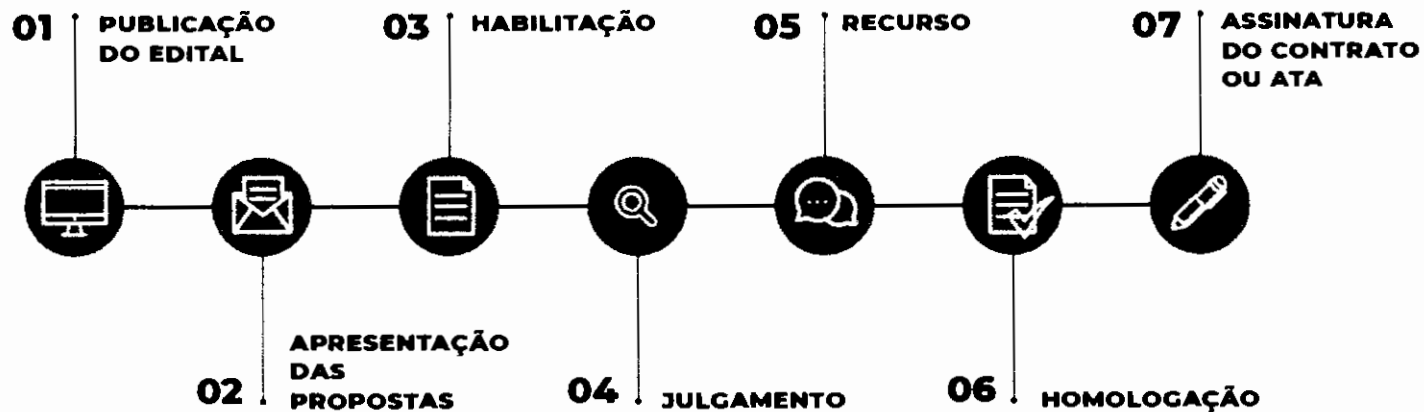 01
PUBLICAÇÃO
DO EDITAL
02
APRESENTAÇÃO
DAS
PROPOSTAS
03
HABILITAÇÃO
04
JULGAMENTO
05
RECURSO
06
HOMOLOGAÇÃO
07
ASSINATURA
DO CONTRATO
OU ATA